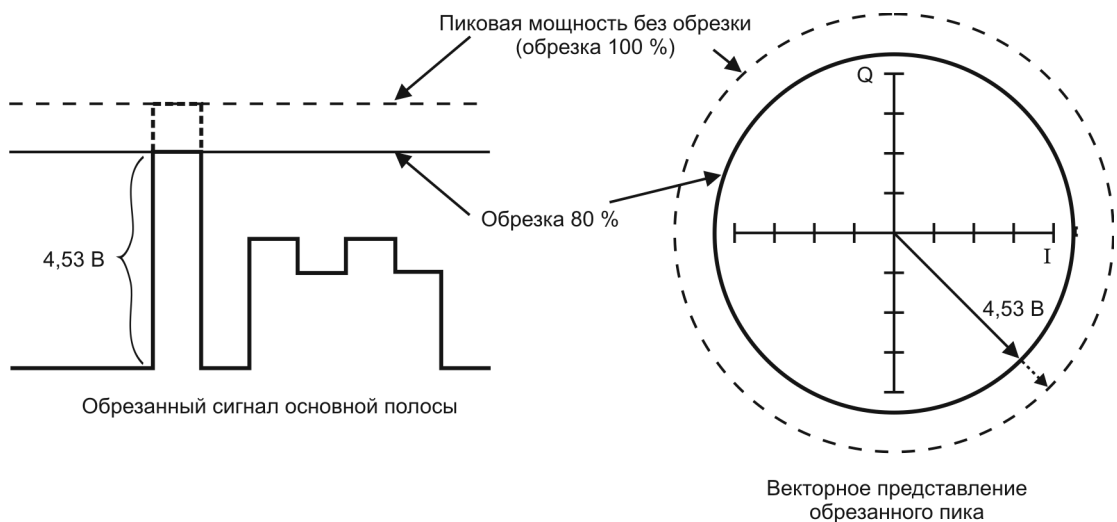 Пиковая мощность без обрезки
(обрезка 100 %)
Q
Обрезка 80 %
4,53 В
I
4,53 В
Обрезанный сигнал основной полосы
Векторное представление
обрезанного пика